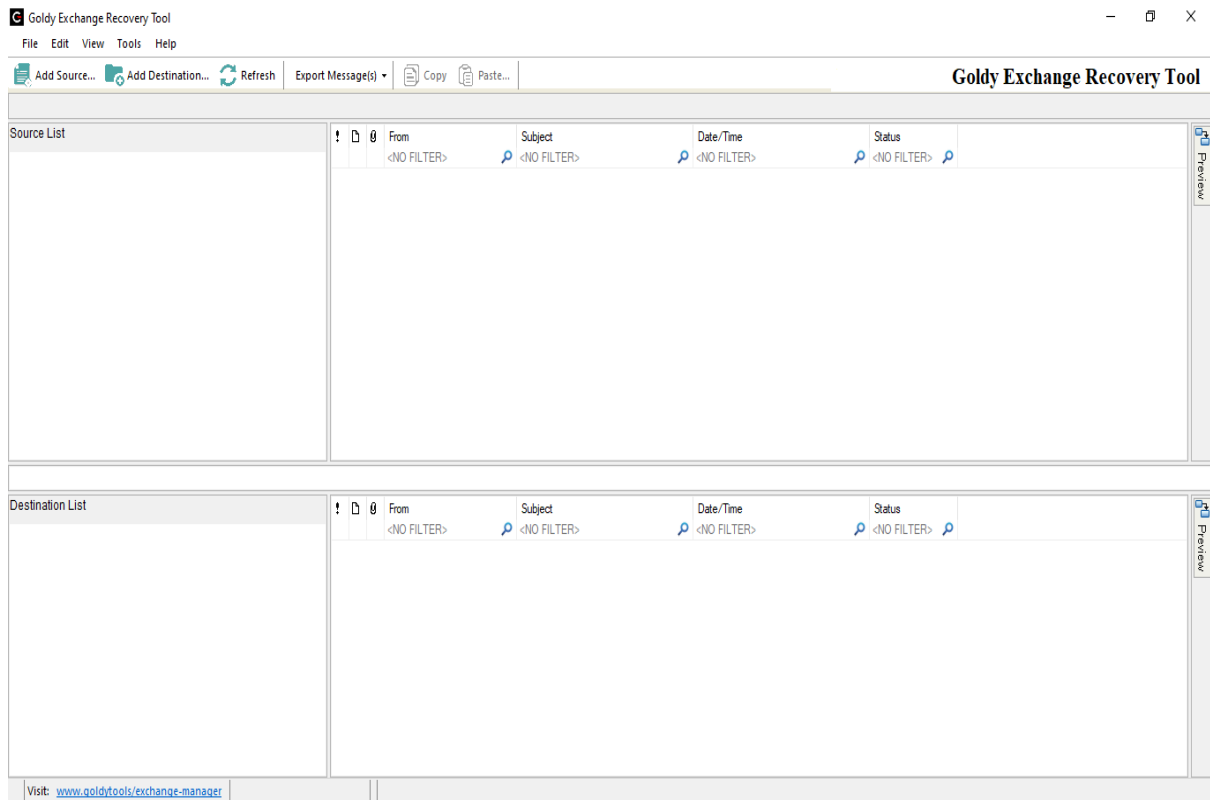 Goldy Exchange Recovery Tool
File Edit View Tools Help
Add Source... Add Destination... Refresh Export Message(s) Copy Paste... Goldy Exchange Recovery Tool
Source List
! From Subject Date/Time Status
<NO FILTER> <NO FILTER> <NO FILTER> <NO FILTER>
Preview
Destination List
! From Subject Date/Time Status
<NO FILTER> <NO FILTER> <NO FILTER> <NO FILTER>
Preview
Visit: www.goldytools/exchange-manager